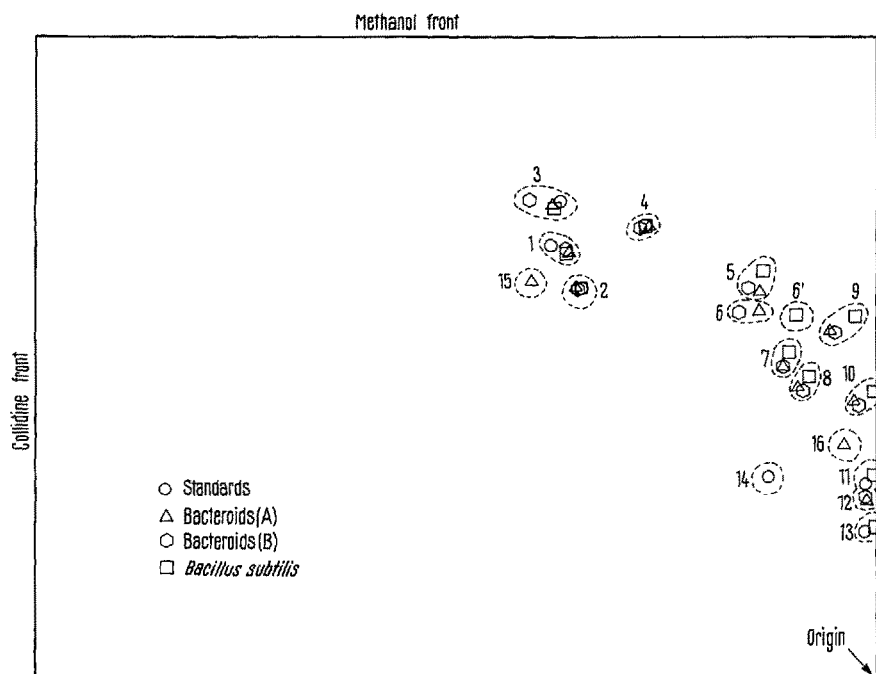 Methanol front
3
4
1
15
2
5
6'
9
6
7
8
10
16
14
11
12
13
Collidine front
Standards
Bacteroids(A)
Bacteroids(B)
Bacillus subtilis
Origin